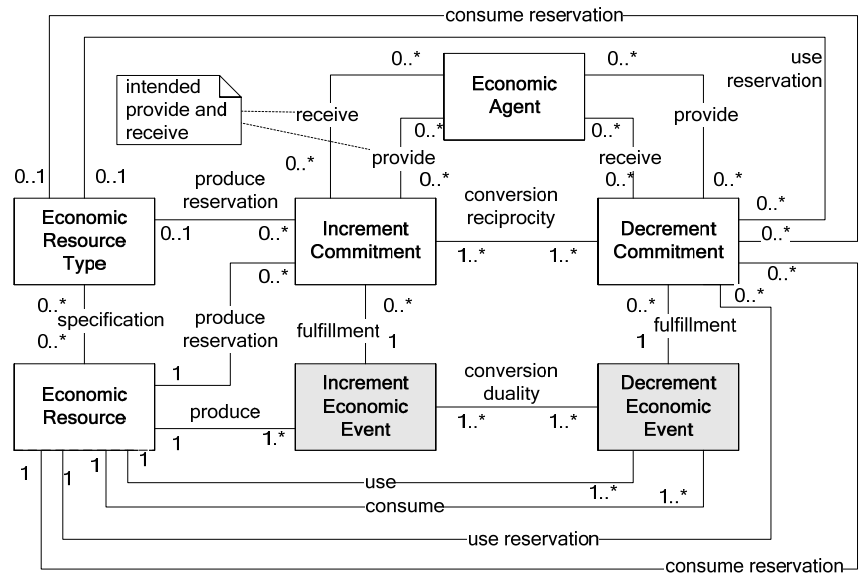 consume reservation
0..*
0..*
use
reservation
Economic
Agent
intended
provide and
receive
receive
provide
0..*
0..*
provide
receive
0..*
0..*
0..*
0..*
0..1
0..1
produce
reservation
conversion
reciprocity
0..*
Economic
Resource
Type
0..1
0..*
Increment
Commitment
1..*
1..*
Decrement
Commitment
0..*
0..*
0..*
0..*
0..*
0..*
0..*
specification
0..*
produce
reservation
fulfillment
1
fulfillment
1
1
Economic
Resource
produce
1
1.*
Increment
Economic
Event
conversion
duality
1..*
1..*
Decrement
Economic
Event
1
1
1
1
use
1..*
1..*
consume
use reservation
consume reservation